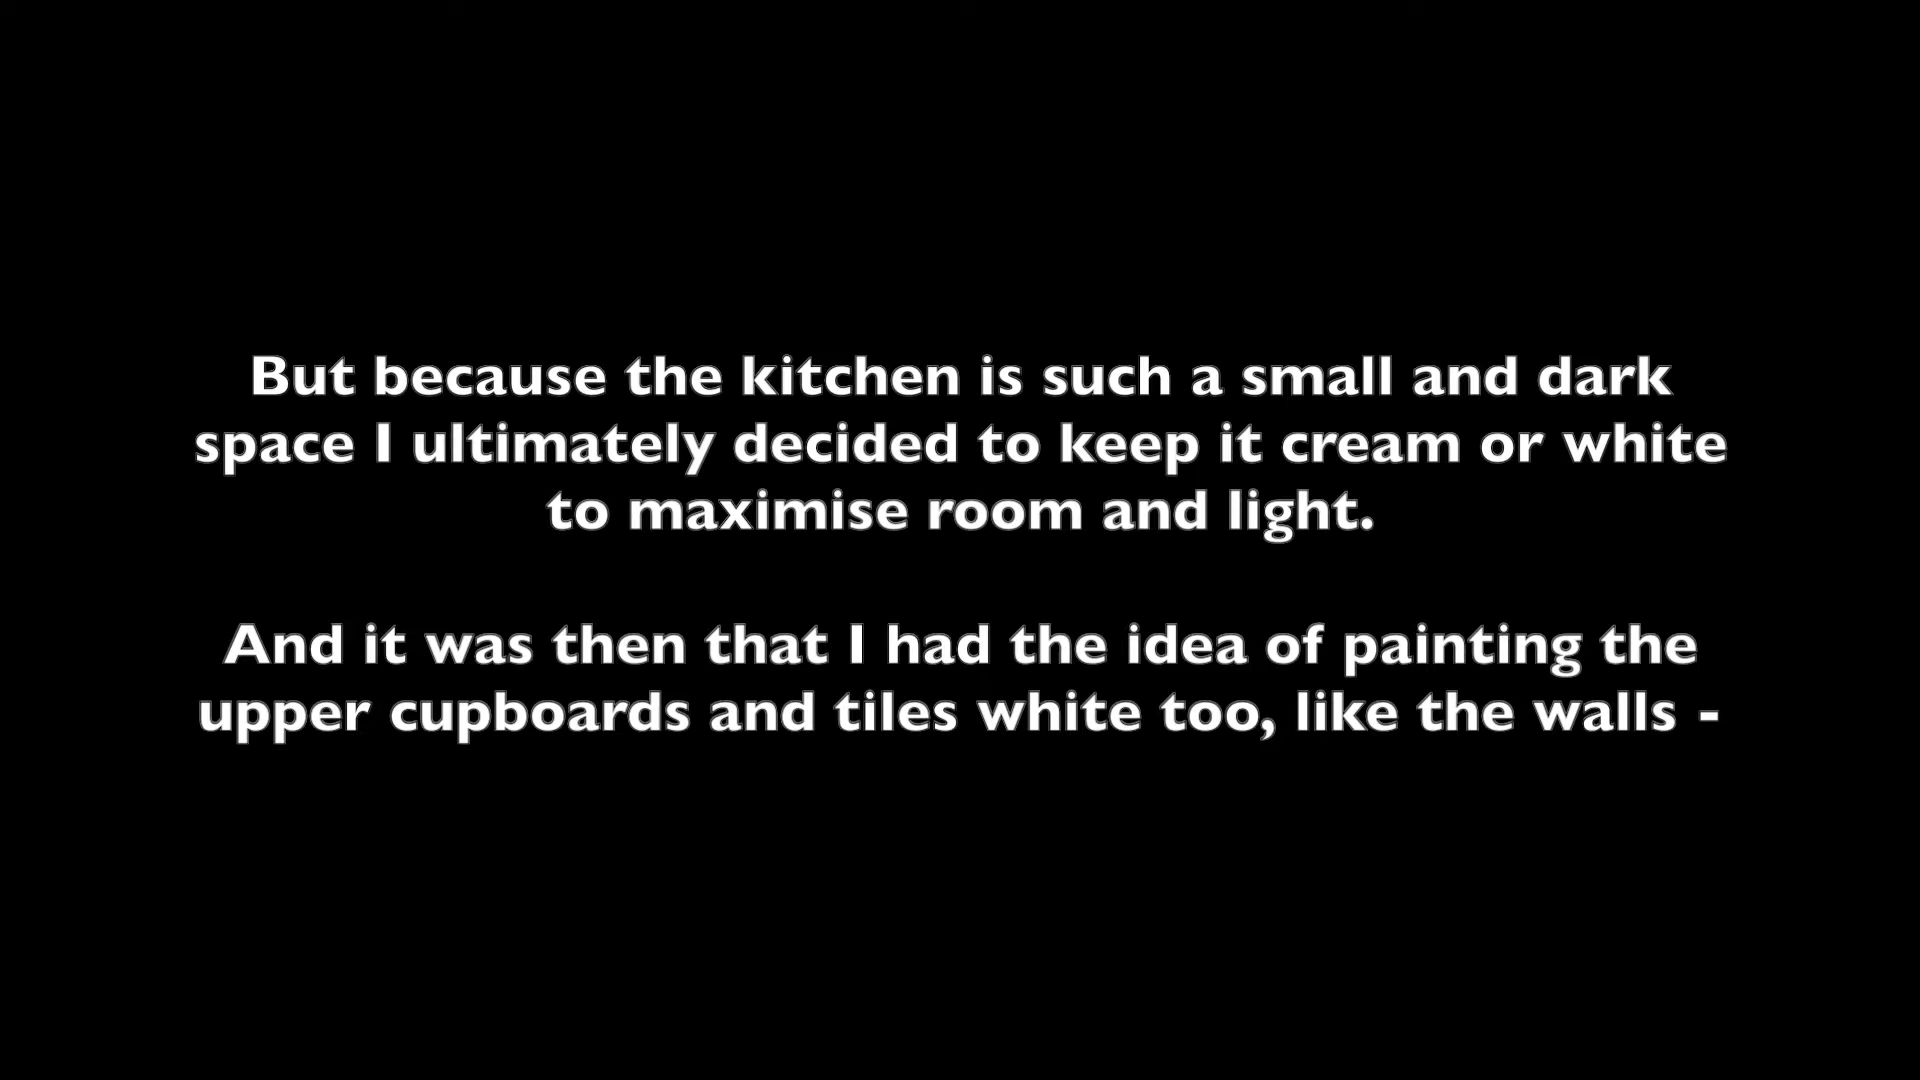 But because the kitchen is such a small and dark
space I ultimately decided to keep it cream or white
to maximise room and light.
And it was then that I had the idea of painting the
upper cupboards and tiles white too, like the walls -